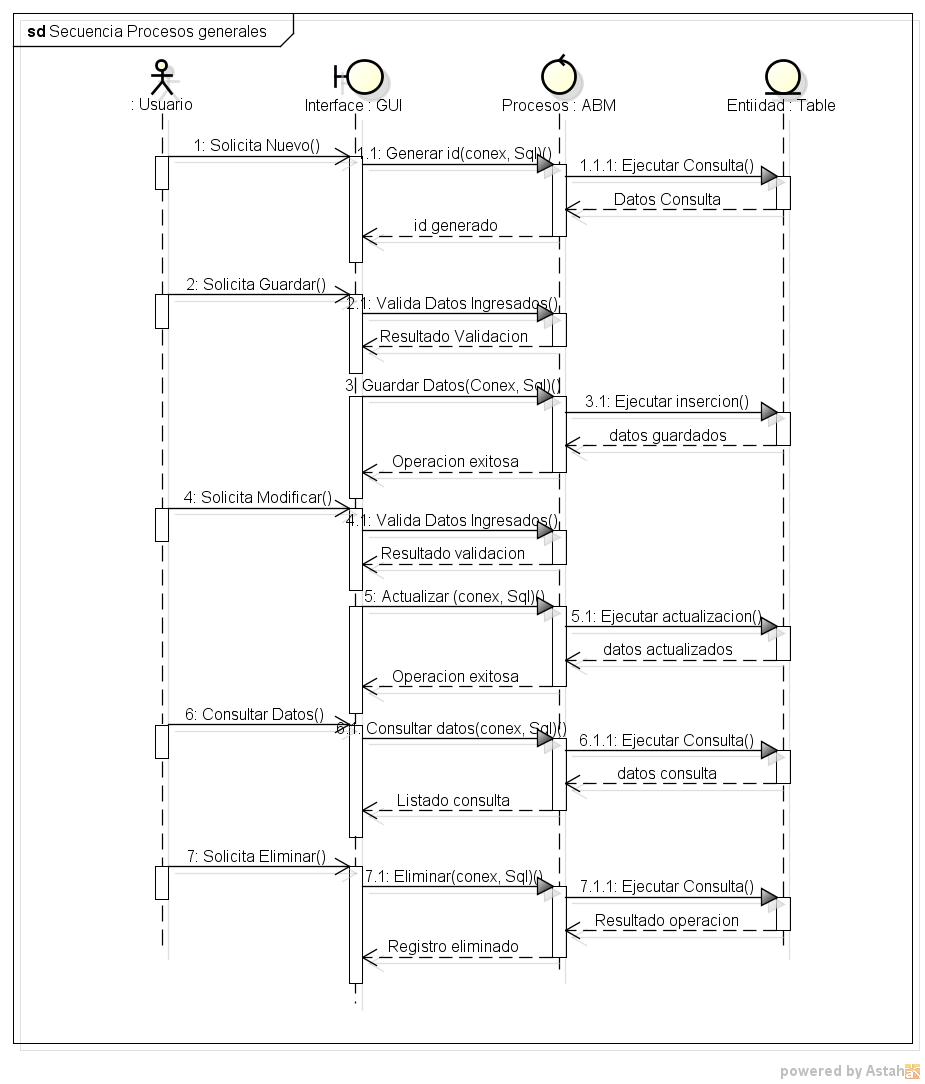 sd Secuencia Procesos generales
: Usuario
Interface : GUI
Procesos : ABM
Entiidad : Table
1: Solicita Nuevo()
1.1: Generar id(conex, Sql)()
1.1.1: Ejecutar Consulta()
Datos Consulta
id generado
2: Solicita Guardar()
2.1: Valida Datos Ingresados()
Resultado Validacion
3: Guardar Datos(Conex, Sql)()
3.1: Ejecutar insercion()
datos guardados
Operacion exitosa
4: Solicita Modificar()
4.1: Valida Datos Ingresados()
Resultado validacion
5: Actualizar (conex, Sql)()
5.1: Ejecutar actualizacion()
datos actualizados
Operacion exitosa
6: Consultar Datos()
6.1: Consultar datos(conex, Sql)()
6.1.1: Ejecutar Consulta()
datos consulta
Listado consulta
7: Solicita Eliminar()
7.1: Eliminar(conex, Sql)()
7.1.1: Ejecutar Consulta()
Resultado operacion
Registro eliminado
powered by Astah